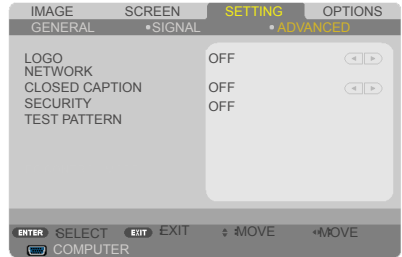 IMAGE SCREEN SETTING OPTIONS
GENERAL •SIGNAL •ADVANCED
LOGO OFF
NETWORK
CLOSED CAPTION OFF
SECURITY OFF
TEST PATTERN
ENTER :SELECT EXIT :EXIT :MOVE :MOVE
COMPUTER